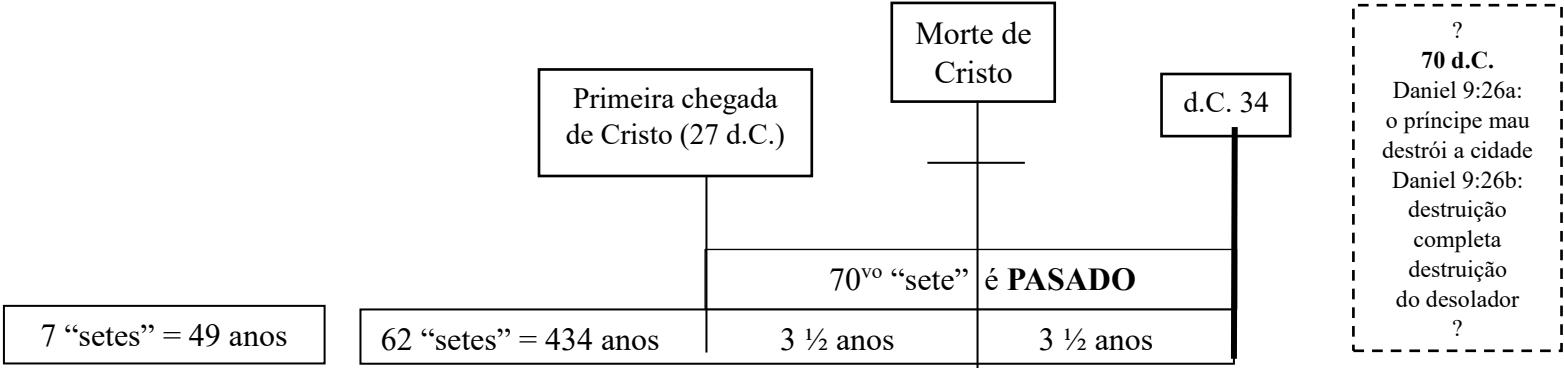 Morte de
Cristo
Primeira chegada
de Cristo (27 d.C.)
d.C. 34
?
70 d.C.
Daniel 9:26a:
o príncipe mau
destrói a cidade
Daniel 9:26b:
destruição
completa
destruição
do desolador
?
70vo “sete” é PASADO
7 “setes” = 49 anos
62 “setes” = 434 anos
3 ½ anos
3 ½ anos